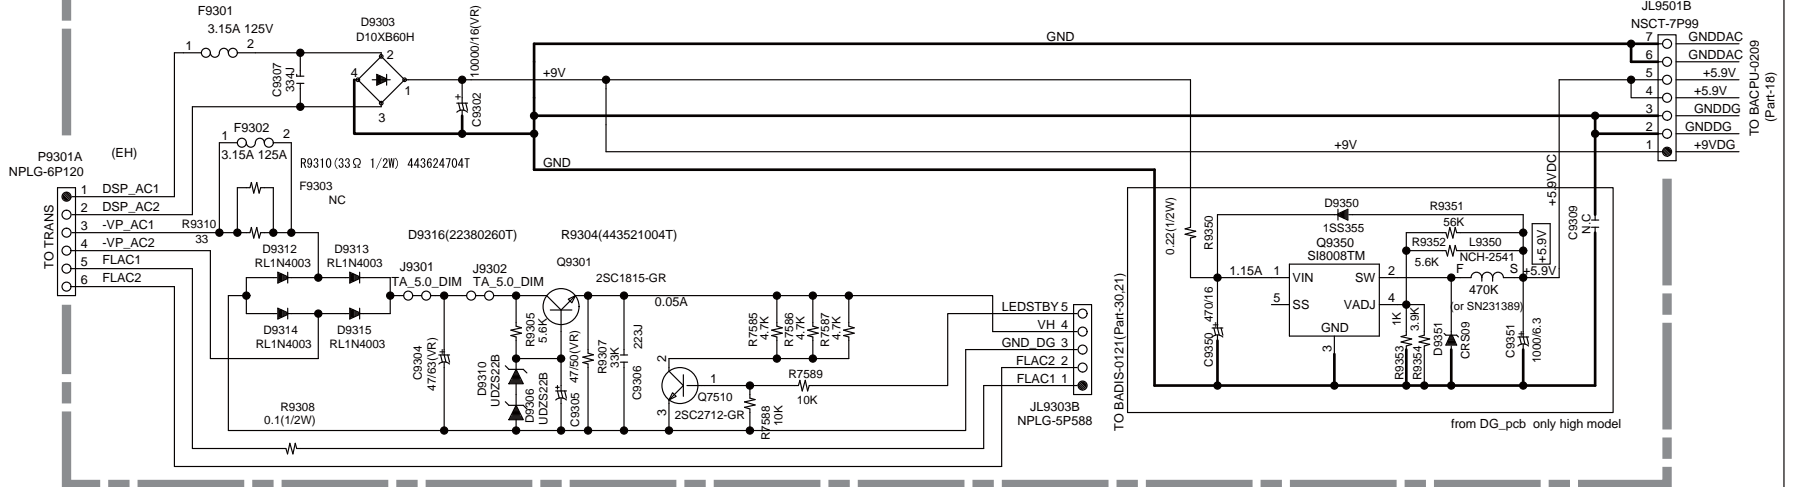 F9301
3.15A 125V
1
2
C9307
334J
D9303
D10XB60H
2
4
1
3
1000/16(VR)
+
C9302
+9V
GND
GND
+9V
JL9501B
NSCT-7P99
7 GNDDAC
6 GNDDAC
5 +5.9V
4 +5.9V
3 GNDDG
2 GNDDG
1 +9VDG
TO BACPU-0209
(Part-18)
F9302
1
2
3.15A 125A
R9310(33Ω 1/2W) 443624704T
F9303
NC
P9301A
(EH)
NPLG-6P120
TO TRANS
1 DSP_AC1
2 DSP_AC2
3 -VP_AC1
4 -VP_AC2
5 FLAC1
6 FLAC2
R9310
33
D9312
RL1N4003
D9313
RL1N4003
D9314
RL1N4003
D9315
RL1N4003
D9316(22380260T)
R9304(443521004T)
J9301
TA_5.0_DIM
J9302
TA_5.0_DIM
Q9301
2SC1815-GR
0.05A
C9304
47/63(VR)
R9305
5.6K
D9310
UDZS22B
D9306
UDZS22B
C9305 47/50(VR)
R9307
33K
C9306
223J
R7585
4.7K
R7586
4.7K
R7587
4.7K
2
1
3
Q7510
2SC2712-GR
R7589
10K
R7588
10K
R9308
0.1(1/2W)
LEDSTBY 5
VH 4
GND_DG 3
FLAC2 2
FLAC1 1
JL9303B
NPLG-5P588
TO BADIS-0121(Part-30,21)
0.22(1/2W)
R9350
1.15A
C9350 470/16
D9350
1SS355
Q9350
SI8008TM
1 VIN
SW 2
5 SS
VADJ 4
GND
3
R9351
56K
R9352
5.6K
L9350
NCH-2541
F
S
470K
(or SN231389)
+5.9V
+5.9V
+5.9VDC
C9309
N.C
1K
R9353
3.9K
R9354
D9351
CRS09
C9351
1000/6.3
from DG_pcb only high model